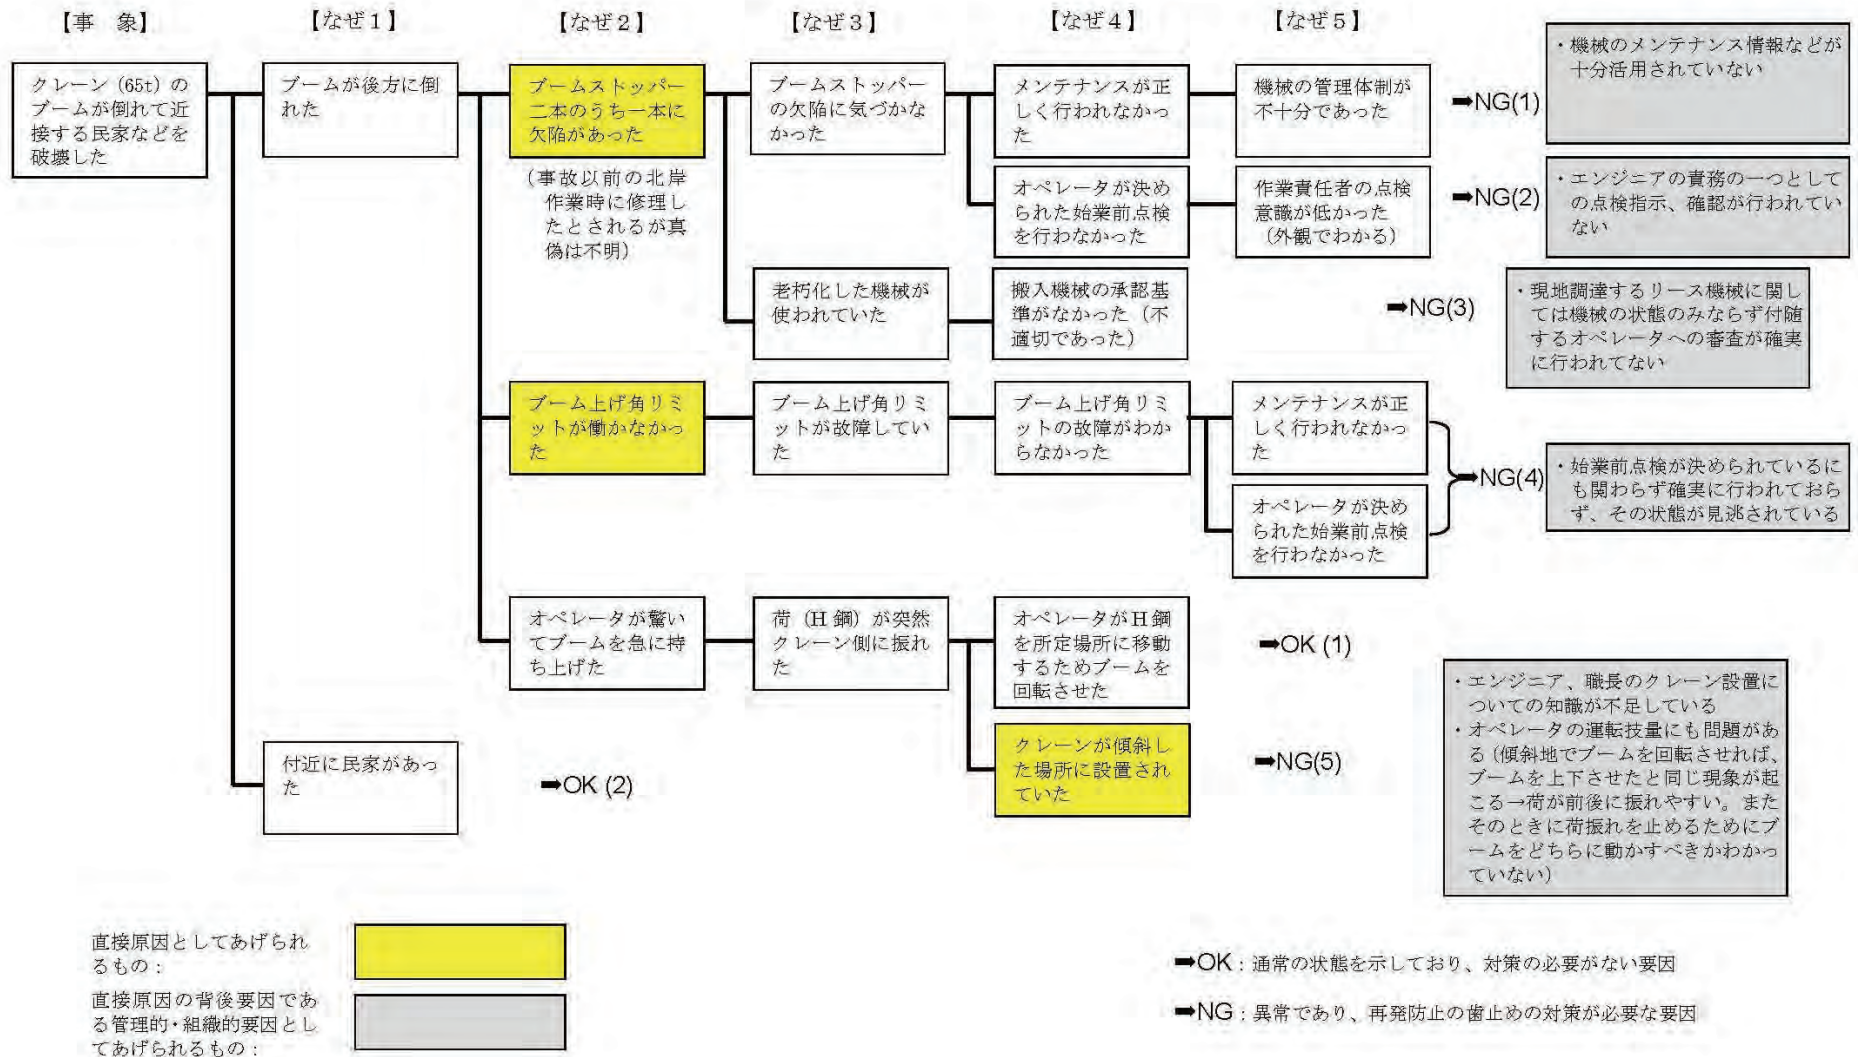 【事　象】
【なぜ１】
【なぜ２】
【なぜ３】
【なぜ４】
【なぜ５】
クレーン（65t）の
ブームが倒れて近
接する民家などを
破壊した
ブームが後方に倒
れた
ブームストッパー
二本のうち一本に
欠陥があった
（事故以前の北岸
作業時に修理し
たとされるが真
偽は不明）
ブームストッパー
の欠陥に気づかな
かった
メンテナンスが正
しく行われなかっ
た
機械の管理体制が
不十分であった
➡NG(1)
・機械のメンテナンス情報などが
十分活用されていない
オペレータが決め
られた始業前点検
を行わなかった
作業責任者の点検
意識が低かった
（外観でわかる）
➡NG(2)
・エンジニアの責務の一つとして
の点検指示、確認が行われてい
ない
老朽化した機械が
使われていた
搬入機械の承認基
準がなかった（不
適切であった）
➡NG(3)
・現地調達するリース機械に関し
ては機械の状態のみならず付随
するオペレータへの審査が確実
に行われてない
ブーム上げ角リミ
ットが働かなかっ
た
ブーム上げ角リミ
ットが故障してい
た
ブーム上げ角リミ
ットの故障がわか
らなかった
メンテナンスが正
しく行われなかっ
た
オペレータが決め
られた始業前点検
を行わなかった
➡NG(4)
・始業前点検が決められているに
も関わらず確実に行われておら
ず、その状態が見逃されている
オペレータが驚い
てブームを急に持
ち上げた
荷（H 鋼）が突然
クレーン側に振れ
た
オペレータがＨ鋼
を所定場所に移動
するためブームを
回転させた
➡OK (1)
クレーンが傾斜し
た場所に設置され
ていた
➡NG(5)
・エンジニア、職長のクレーン設置に
ついての知識が不足している
・オペレータの運転技量にも問題があ
る（傾斜地でブームを回転させれば、
ブームを上下させたと同じ現象が起
こる→荷が前後に振れやすい。また
そのときに荷振れを止めるためにブ
ームをどちらに動かすべきかわかっ
ていない）
付近に民家があっ
た
➡OK (2)
直接原因としてあげられ
るもの：
直接原因の背後要因であ
る管理的・組織的要因とし
てあげられるもの：
➡OK：通常の状態を示しており、対策の必要がない要因
➡NG：異常であり、再発防止の歯止めの対策が必要な要因